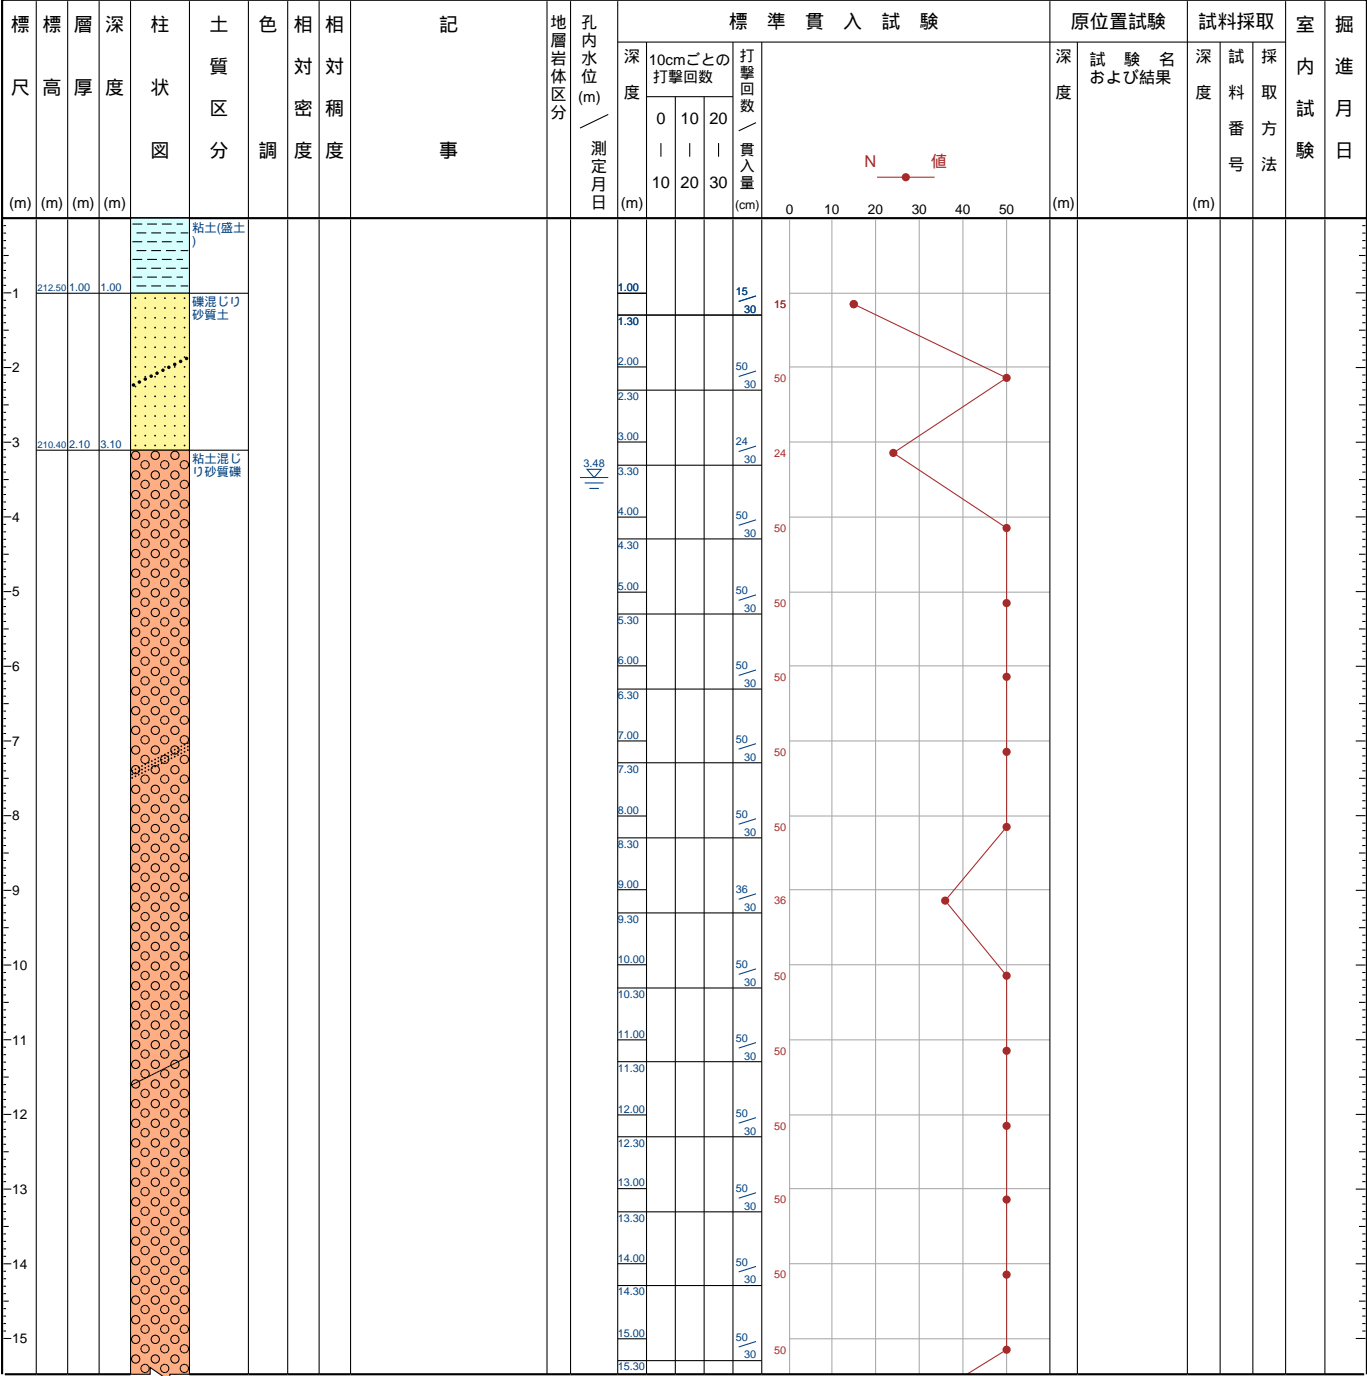 標尺 (m)
標高 (m)
層厚 (m)
深度 (m)
柱状図
土質区分
色調
相対密度
相対稠度
記事
地層岩体区分
孔内水位(m)／測定月日
標準貫入試験
深度 (m)
10cmごとの
打撃回数
0 10 20
| | |
10 20 30
打撃回数／貫入量 (cm)
N 値
0 10 20 30 40 50
原位置試験
深度 (m)
試験名
および結果
試料採取
深度 (m)
試料番号
採取方法
室内試験
掘進月日
粘土(盛土
)
212.50 1.00 1.00
礫混じり
砂質土
210.40 2.10 3.10
粘土混じ
り砂質礫
3.48
1
2
3
4
5
6
7
8
9
10
11
12
13
14
15
1.00 15/30 15
1.30
2.00 50/30 50
2.30
3.00 24/30 24
3.30
4.00 50/30 50
4.30
5.00 50/30 50
5.30
6.00 50/30 50
6.30
7.00 50/30 50
7.30
8.00 50/30 50
8.30
9.00 36/30 36
9.30
10.00 50/30 50
10.30
11.00 50/30 50
11.30
12.00 50/30 50
12.30
13.00 50/30 50
13.30
14.00 50/30 50
14.30
15.00 50/30 50
15.30